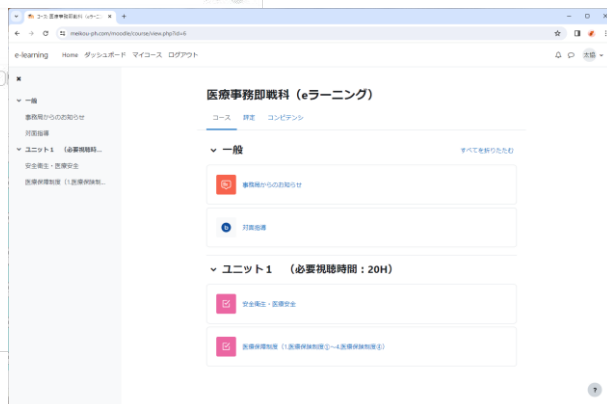 コース: 医療事務即戦科 (eラーニ
meikou-ph.com/moodle/course/view.php?id=6
e-learning Home ダッシュボード マイコース ログアウト
一般
事務局からのお知らせ
対面指導
ユニット1 (必要視聴時...
安全衛生・医療安全
医療保障制度 (1.医療保険制...
医療事務即戦科(eラーニング)
コース 評定 コンピテンシ
一般
すべてを折りたたむ
事務局からのお知らせ
対面指導
ユニット1 (必要視聴時間:20H)
安全衛生・医療安全
医療保障制度 (1.医療保険制度①~4.医療保険制度④)